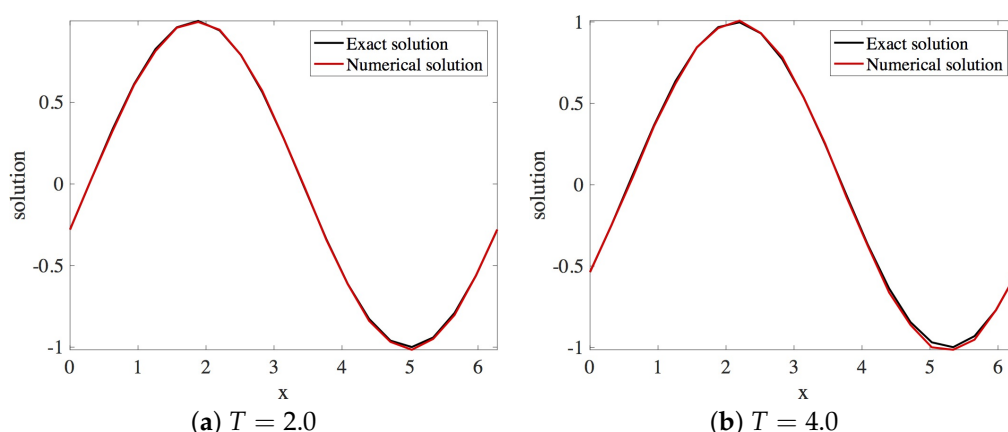 Exact solution
Numerical solution
0.5
0
-0.5
-1
solution
0
1
2
3
4
5
6
x
(a) T = 2.0
Exact solution
Numerical solution
1
0.5
0
-0.5
-1
solution
0
1
2
3
4
5
6
x
(b) T = 4.0